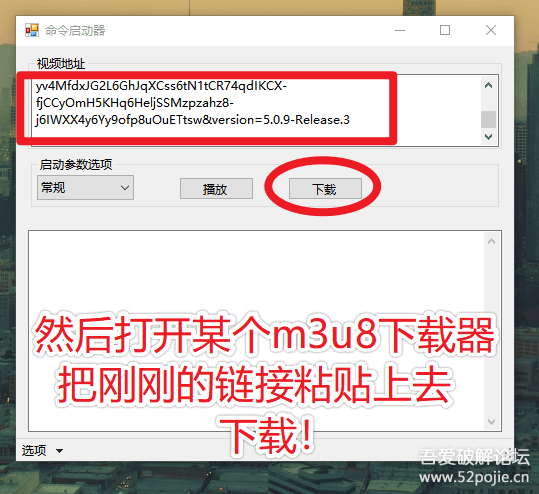 命令启动器
视频地址
yv4MfdxJG2L6GhJqXCss6tN1tCR74qdIKCX-
fjCCyOmH5KHq6HeljSSMzpzahz8-
j6IWXX4y6Yy9ofp8uOuETtsw&version=5.0.9-Release.3
启动参数选项
常规
播放
下载
然后打开某个m3u8下载器
把刚刚的链接粘贴上去
下载！
选项
吾爱破解论坛
www.52pojie.cn